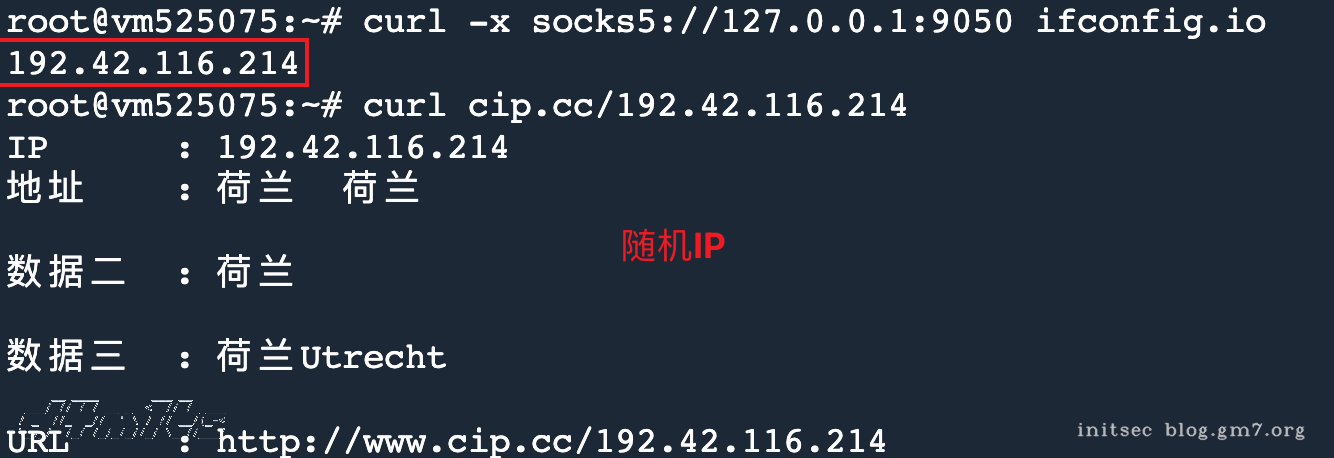 root@vm525075:~# curl -x socks5://127.0.0.1:9050 ifconfig.io
192.42.116.214
root@vm525075:~# curl cip.cc/192.42.116.214
IP : 192.42.116.214
地址 : 荷兰 荷兰
随机IP
数据二 : 荷兰
数据三 : 荷兰Utrecht
URL : http://www.cip.cc/192.42.116.214
initsec blog.gm7.org